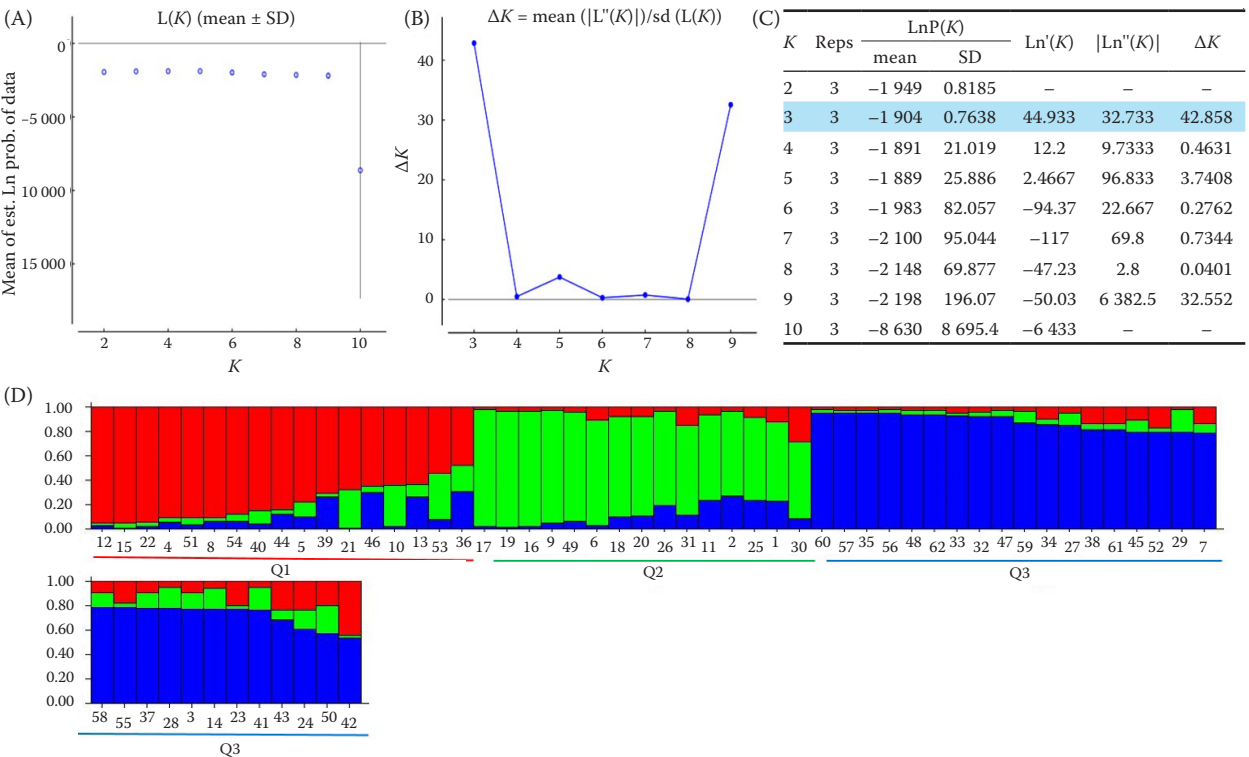 (A)
L(K) (mean ± SD)
Mean of est. Ln prob. of data
0
−5 000
10 000
15 000
2 4 6 8 10
K
(B)
ΔK = mean (|L"(K)|)/sd (L(K))
ΔK
40
30
20
10
0
3 4 5 6 7 8 9
K
(C)
K Reps LnP(K) Ln'(K) |Ln"(K)| ΔK
mean SD
2 3 −1 949 0.8185 – – –
3 3 −1 904 0.7638 44.933 32.733 42.858
4 3 −1 891 21.019 12.2 9.7333 0.4631
5 3 −1 889 25.886 2.4667 96.833 3.7408
6 3 −1 983 82.057 −94.37 22.667 0.2762
7 3 −2 100 95.044 −117 69.8 0.7344
8 3 −2 148 69.877 −47.23 2.8 0.0401
9 3 −2 198 196.07 −50.03 6 382.5 32.552
10 3 −8 630 8 695.4 −6 433 – –
(D)
1.00
0.80
0.60
0.40
0.20
0.00
12 15 22 4 51 8 54 40 44 5 39 21 46 10 13 53 36 17 19 16 9 49 6 18 20 26 31 11 2 25 1 30 60 57 35 56 48 62 33 32 47 59 34 27 38 61 45 52 29 7
Q1 Q2 Q3
1.00
0.80
0.60
0.40
0.20
0.00
58 55 37 28 3 14 23 41 43 24 50 42
Q3